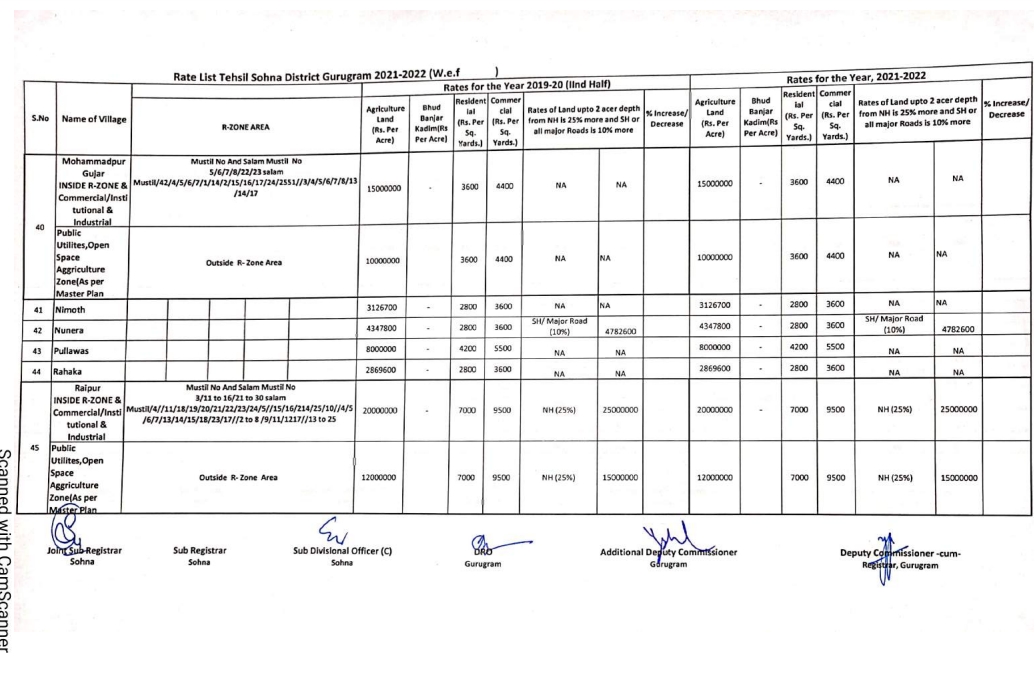 Rate List Tehsil Sohna District Gurugram 2021-2022 (W.e.f )
Rates for the Year 2019-20 (IInd Half) Rates for the Year, 2021-2022
S.No Name of Village R-ZONE AREA Agriculture Land (Rs. Per Acre) Bhud Banjar Kadim(Rs Per Acre) Resident ial (Rs. Per Sq. Yards.) Commer cial (Rs. Per Sq. Yards.) Rates of Land upto 2 acer depth from NH is 25% more and SH or all major Roads is 10% more % Increase/ Decrease Agriculture Land (Rs. Per Acre) Bhud Banjar Kadim(Rs Per Acre) Resident ial (Rs. Per Sq. Yards.) Commer cial (Rs. Per Sq. Yards.) Rates of Land upto 2 acer depth from NH is 25% more and SH or all major Roads is 10% more % Increase/ Decrease
40 Mohammadpur Gujar INSIDE R-ZONE & Commercial/Insti tutional & Industrial
Mustil No And Salam Mustil No
5/6/7/8/22/23 salam
Mustil/42/4/5/6/7/1/14/2/15/16/17/24/2551//3/4/5/6/7/8/13
/14/17
15000000 - 3600 4400 NA NA 15000000 - 3600 4400 NA NA
Public Utilites,Open Space Aggriculture Zone(As per Master Plan
Outside R- Zone Area 10000000 3600 4400 NA NA 10000000 3600 4400 NA NA
41 Nimoth 3126700 - 2800 3600 NA NA 3126700 - 2800 3600 NA NA
42 Nunera 4347800 - 2800 3600 SH/ Major Road (10%) 4782600 4347800 - 2800 3600 SH/ Major Road (10%) 4782600
43 Pullawas 8000000 - 4200 5500 NA NA 8000000 - 4200 5500 NA NA
44 Rahaka 2869600 - 2800 3600 NA NA 2869600 - 2800 3600 NA NA
45 Raipur INSIDE R-ZONE & Commercial/Insti tutional & Industrial
Mustil No And Salam Mustil No
3/11 to 16/21 to 30 salam
Mustil/4//11/18/19/20/21/22/23/24/5//15/16/214/25/10//4/5
/6/7/13/14/15/18/23/17//2 to 8 /9/11/1217//13 to 25
20000000 - 7000 9500 NH (25%) 25000000 20000000 - 7000 9500 NH (25%) 25000000
Public Utilites,Open Space Aggriculture Zone(As per Master Plan
Outside R- Zone Area 12000000 7000 9500 NH (25%) 15000000 12000000 7000 9500 NH (25%) 15000000
Joint Sub Registrar Sub Registrar Sub Divisional Officer (C) DRO Additional Deputy Commissioner Deputy Commissioner -cum-
Sohna Sohna Sohna Gurugram Gurugram Registrar, Gurugram
Scanned with CamScanner